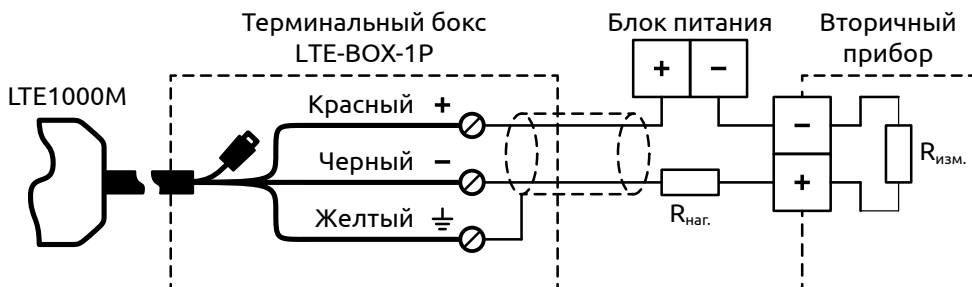 Терминальный бокс
LTE-BOX-1P
Блок питания
Вторичный
прибор
+ −
LTE1000M
Красный +
Черный −
Желтый
−
+
Rнаг.
Rизм.